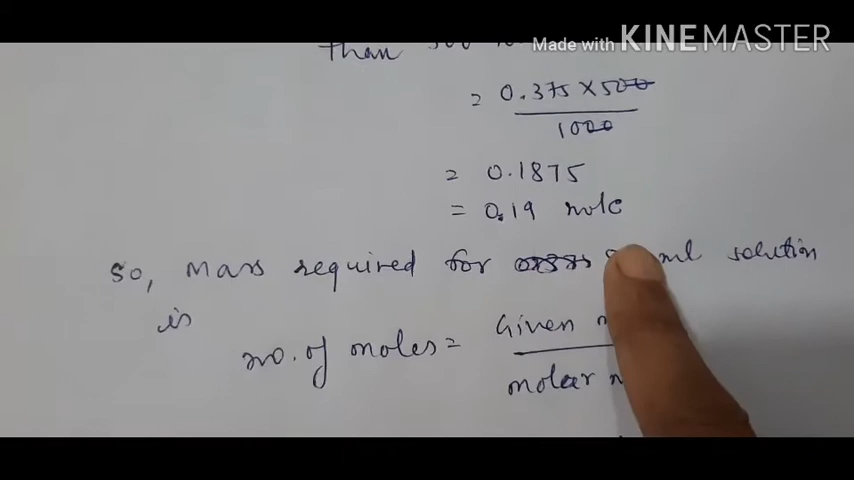 Made with KINEMASTER
than 500
= 0.375 × 500
1000
= 0.1875
= 0.19 mole
So, Mass required for ml solution
is
no. of moles = Given
molar